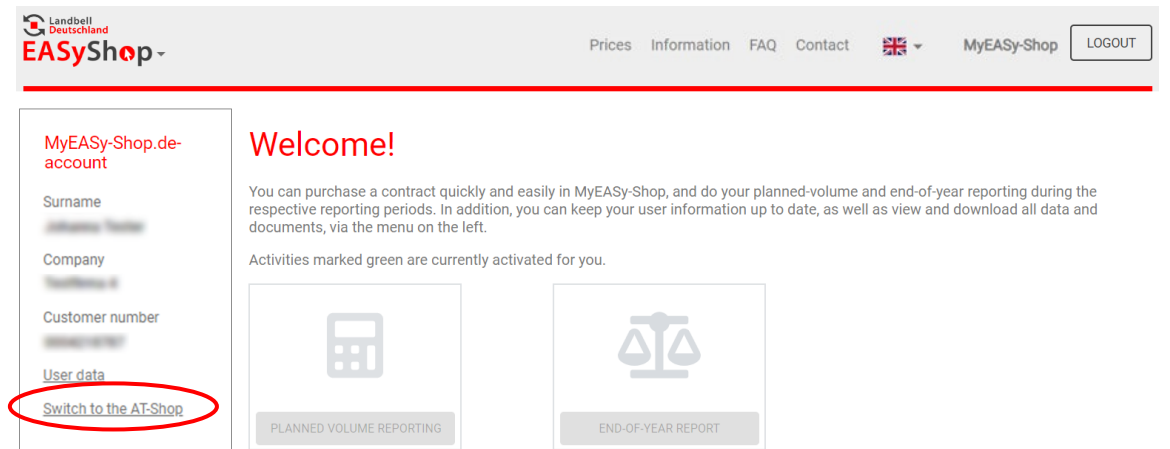 Landbell
Deutschland
EASyShop
Prices Information FAQ Contact MyEASy-Shop LOGOUT
MyEASy-Shop.de-
account
Surname
Company
Customer number
User data
Switch to the AT-Shop
Welcome!
You can purchase a contract quickly and easily in MyEASy-Shop, and do your planned-volume and end-of-year reporting during the
respective reporting periods. In addition, you can keep your user information up to date, as well as view and download all data and
documents, via the menu on the left.
Activities marked green are currently activated for you.
PLANNED VOLUME REPORTING
END-OF-YEAR REPORT